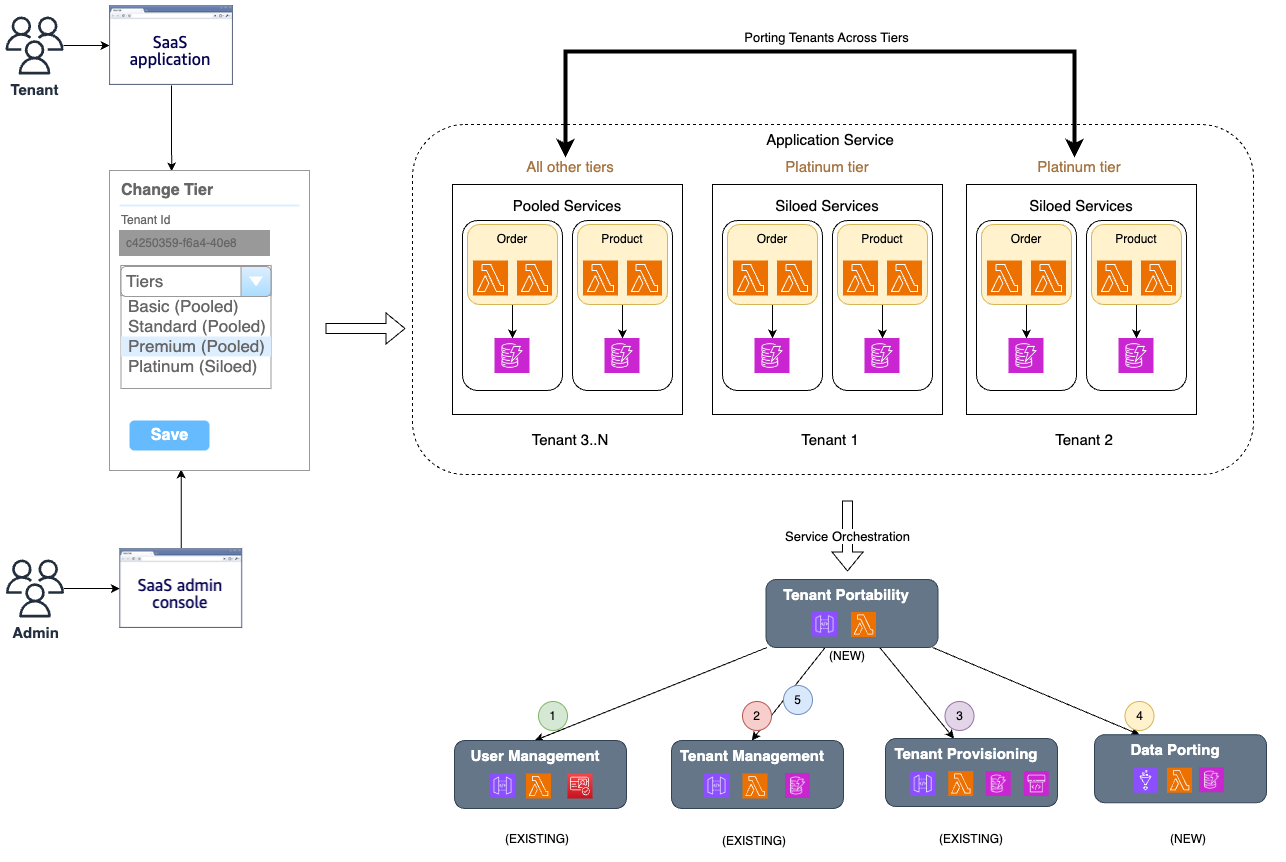 Tenant
SaaS
application
Change Tier
Tenant Id
c4250359-f6a4-40e8
Tiers
Basic (Pooled)
Standard (Pooled)
Premium (Pooled)
Platinum (Siloed)
Save
Admin
SaaS admin
console
Porting Tenants Across Tiers
Application Service
All other tiers
Platinum tier
Platinum tier
Pooled Services
Order
Product
Tenant 3..N
Siloed Services
Order
Product
Tenant 1
Siloed Services
Order
Product
Tenant 2
Service Orchestration
Tenant Portability
(NEW)
1
2
5
3
4
User Management
(EXISTING)
Tenant Management
(EXISTING)
Tenant Provisioning
(EXISTING)
Data Porting
(NEW)